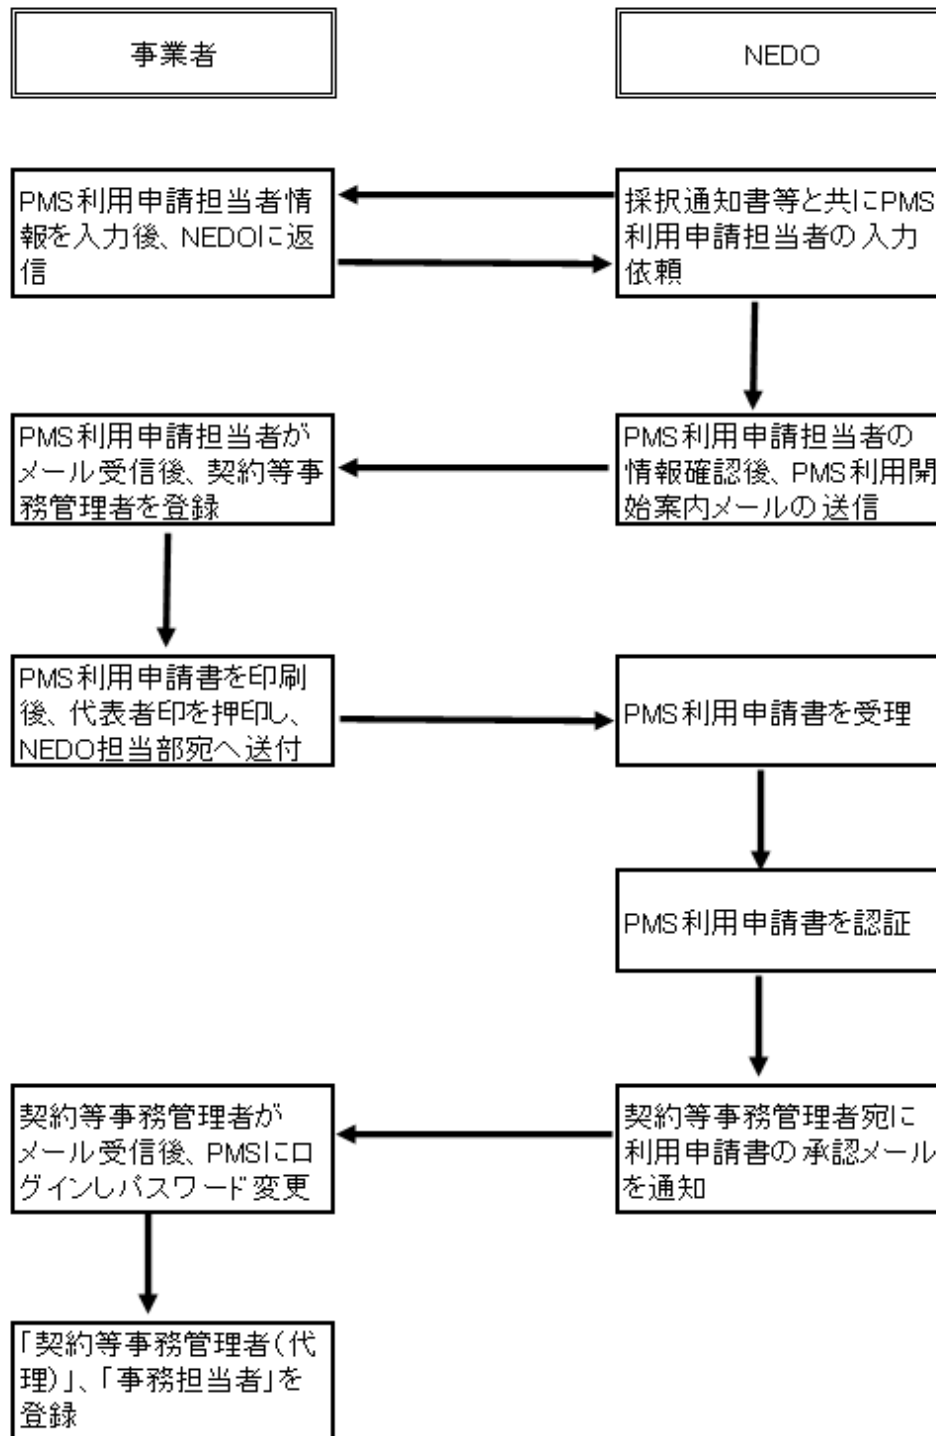 事業者
NEDO
PMS利用申請担当者情
報を入力後、NEDOに返
信
採択通知書等と共にPMS
利用申請担当者の入力
依頼
PMS利用申請担当者が
メール受信後、契約等事
務管理者を登録
PMS利用申請担当者の
情報確認後、PMS利用開
始案内メールの送信
PMS利用申請書を印刷
後、代表者印を押印し、
NEDO担当部宛へ送付
PMS利用申請書を受理
PMS利用申請書を認証
契約等事務管理者が
メール受信後、PMSにロ
グインしパスワード変更
契約等事務管理者宛に
利用申請書の承認メール
を通知
「契約等事務管理者(代
理)」、「事務担当者」を
登録